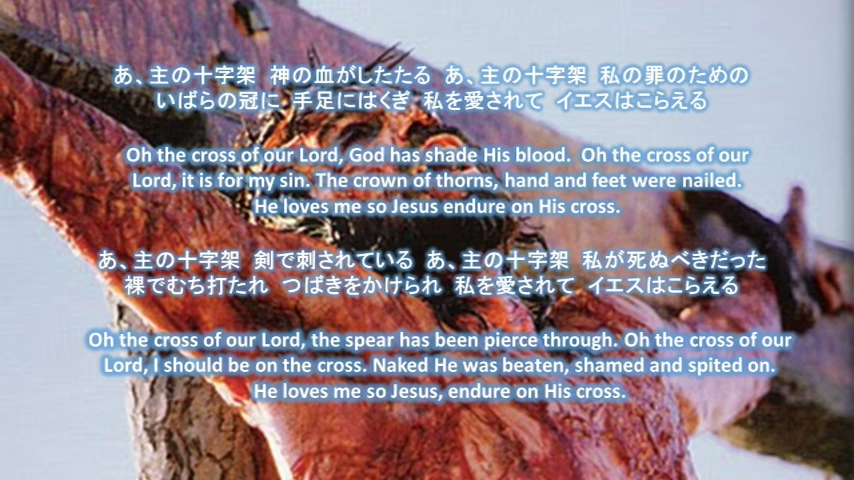 あ、主の十字架　神の血がしたたる　あ、主の十字架　私の罪のための
いばらの冠に　手足にはくぎ　私を愛されて　イエスはこらえる
Oh the cross of our Lord, God has shade His blood.  Oh the cross of our
Lord, it is for my sin. The crown of thorns, hand and feet were nailed.
He loves me so Jesus endure on His cross.
あ、主の十字架　剣で刺されている　あ、主の十字架　私が死ぬべきだった
裸でむち打たれ　つばきをかけられ　私を愛されて　イエスはこらえる
Oh the cross of our Lord, the spear has been pierce through. Oh the cross of our
Lord, I should be on the cross. Naked He was beaten, shamed and spited on.
He loves me so Jesus, endure on His cross.